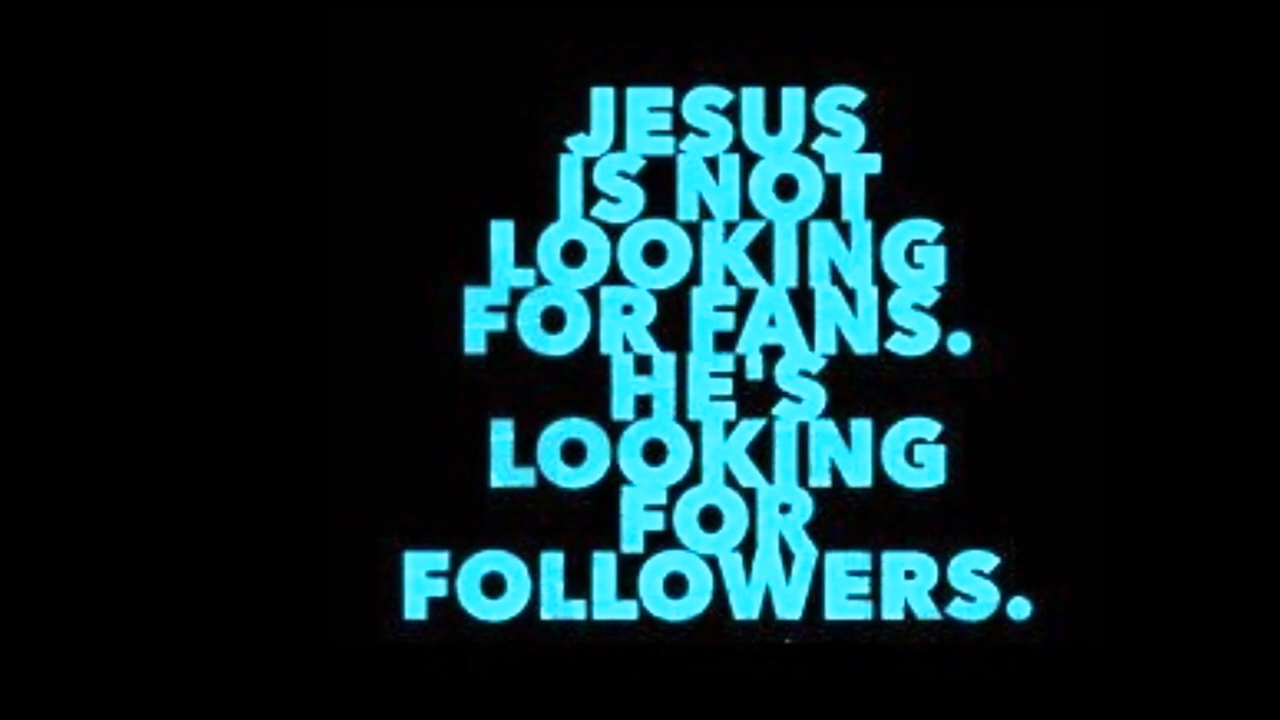 JESUS
IS NOT
LOOKING
FOR FANS.
HE'S
LOOKING
FOR
FOLLOWERS.